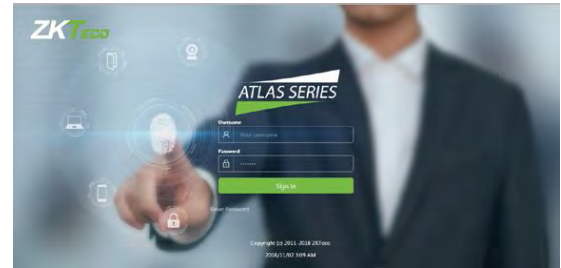 ZKTeco
ATLAS SERIES
Username
Your username
Password
Sign In
Reset Password?
Copyright (c) 2011-2018 ZKTeco
2018/11/02 3:09 AM